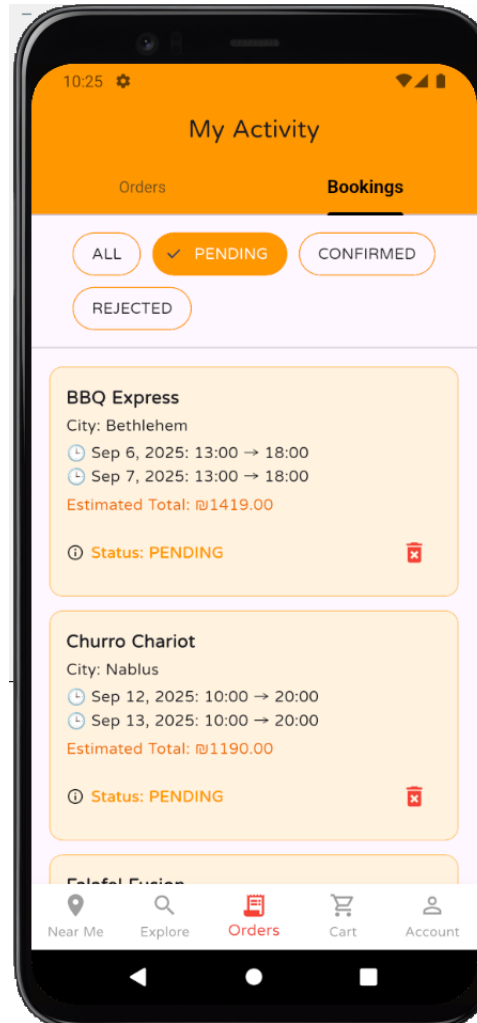 10:25
My Activity
Orders Bookings
ALL PENDING CONFIRMED
REJECTED
BBQ Express
City: Bethlehem
Sep 6, 2025: 13:00 → 18:00
Sep 7, 2025: 13:00 → 18:00
Estimated Total: ₪1419.00
Status: PENDING
Churro Chariot
City: Nablus
Sep 12, 2025: 10:00 → 20:00
Sep 13, 2025: 10:00 → 20:00
Estimated Total: ₪1190.00
Status: PENDING
Falafel Fusion
Near Me Explore Orders Cart Account